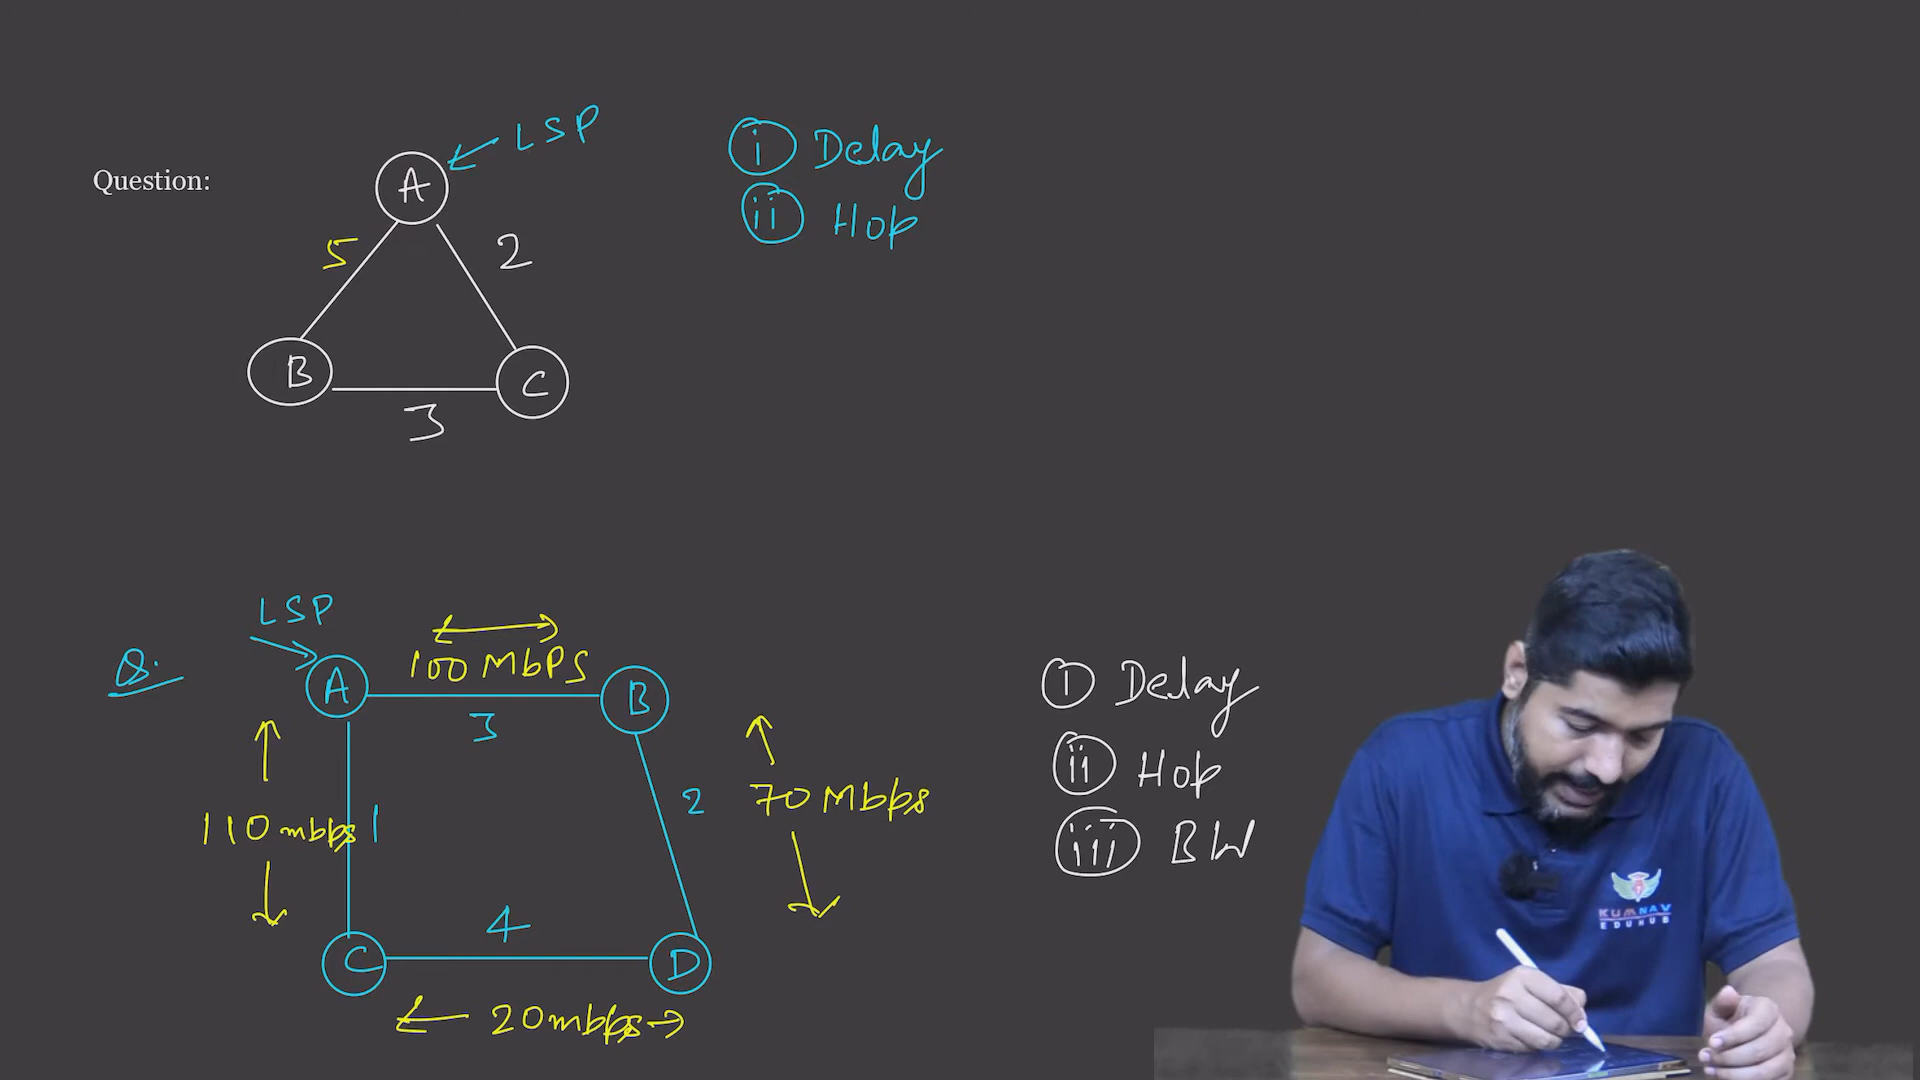 Question:
LSP
A
5
2
B
C
3
i Delay
ii Hop
Q.
LSP
A
100 MbPS
B
3
110 mbps
1
2
70 Mbps
4
C
D
20 mbps
i Delay
ii Hop
iii BW
KUMNAV
EDUHUB